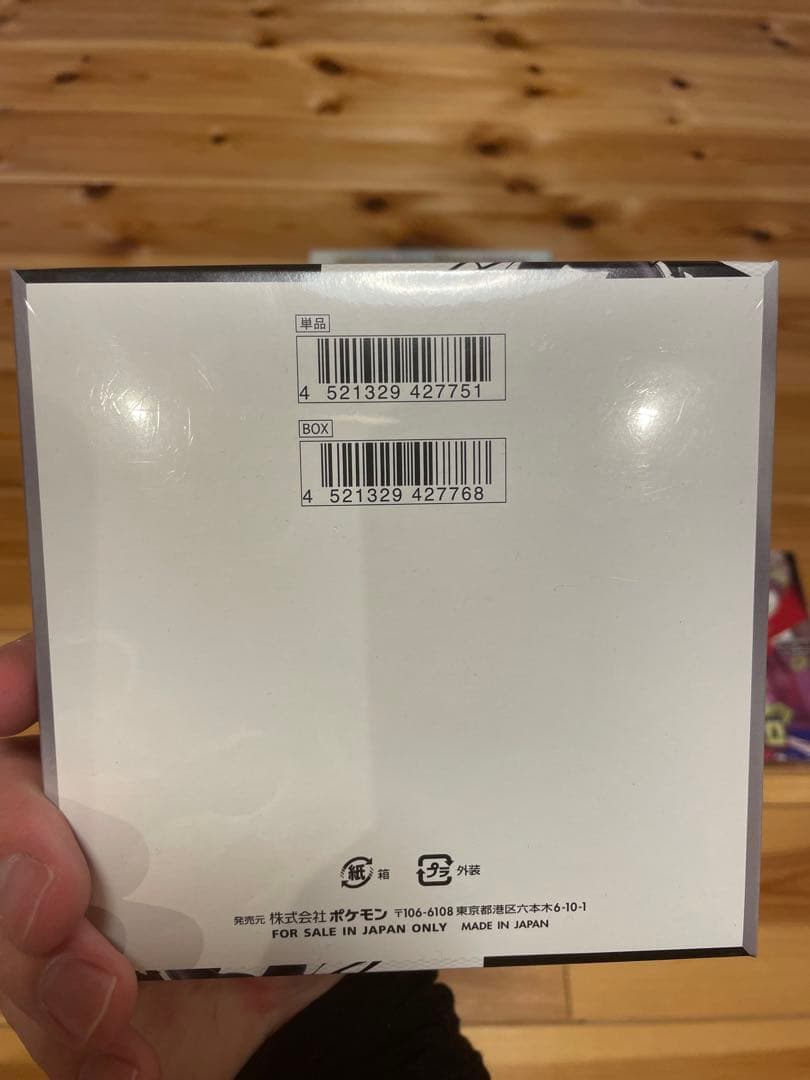 単品
4 521329 427751
BOX
4 521329 427768
紙 箱 プラ 外装
発売元 株式会社 ポケモン 〒106-6108 東京都港区六本木6-10-1
FOR SALE IN JAPAN ONLY MADE IN JAPAN